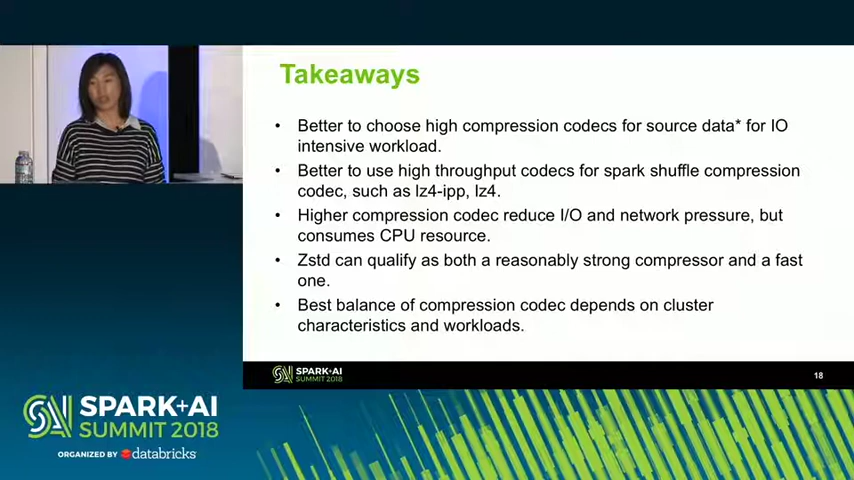 Takeaways
• Better to choose high compression codecs for source data* for IO
intensive workload.
• Better to use high throughput codecs for spark shuffle compression
codec, such as lz4-ipp, lz4.
• Higher compression codec reduce I/O and network pressure, but
consumes CPU resource.
• Zstd can qualify as both a reasonably strong compressor and a fast
one.
• Best balance of compression codec depends on cluster
characteristics and workloads.
SPARK+AI
SUMMIT 2018
18
SPARK+AI
SUMMIT 2018
ORGANIZED BY databricks